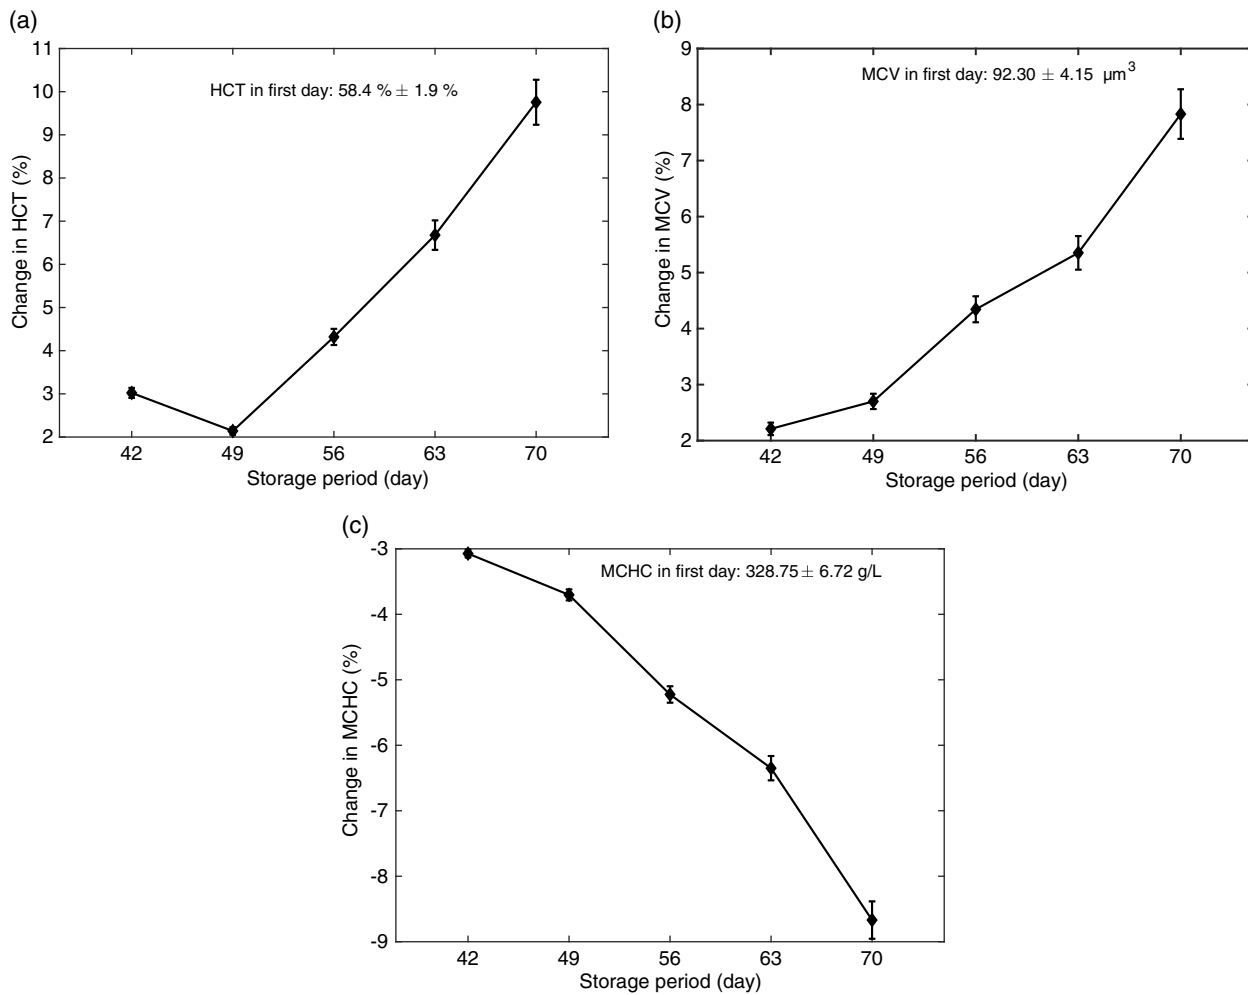 (a)
11
10
9
8
7
6
5
4
3
2
Change in HCT (%)
HCT in first day: 58.4 % ± 1.9 %
42 49 56 63 70
Storage period (day)
(b)
9
8
7
6
5
4
3
2
Change in MCV (%)
MCV in first day: 92.30 ± 4.15 µm³
42 49 56 63 70
Storage period (day)
(c)
-3
-4
-5
-6
-7
-8
-9
Change in MCHC (%)
MCHC in first day: 328.75 ± 6.72 g/L
42 49 56 63 70
Storage period (day)